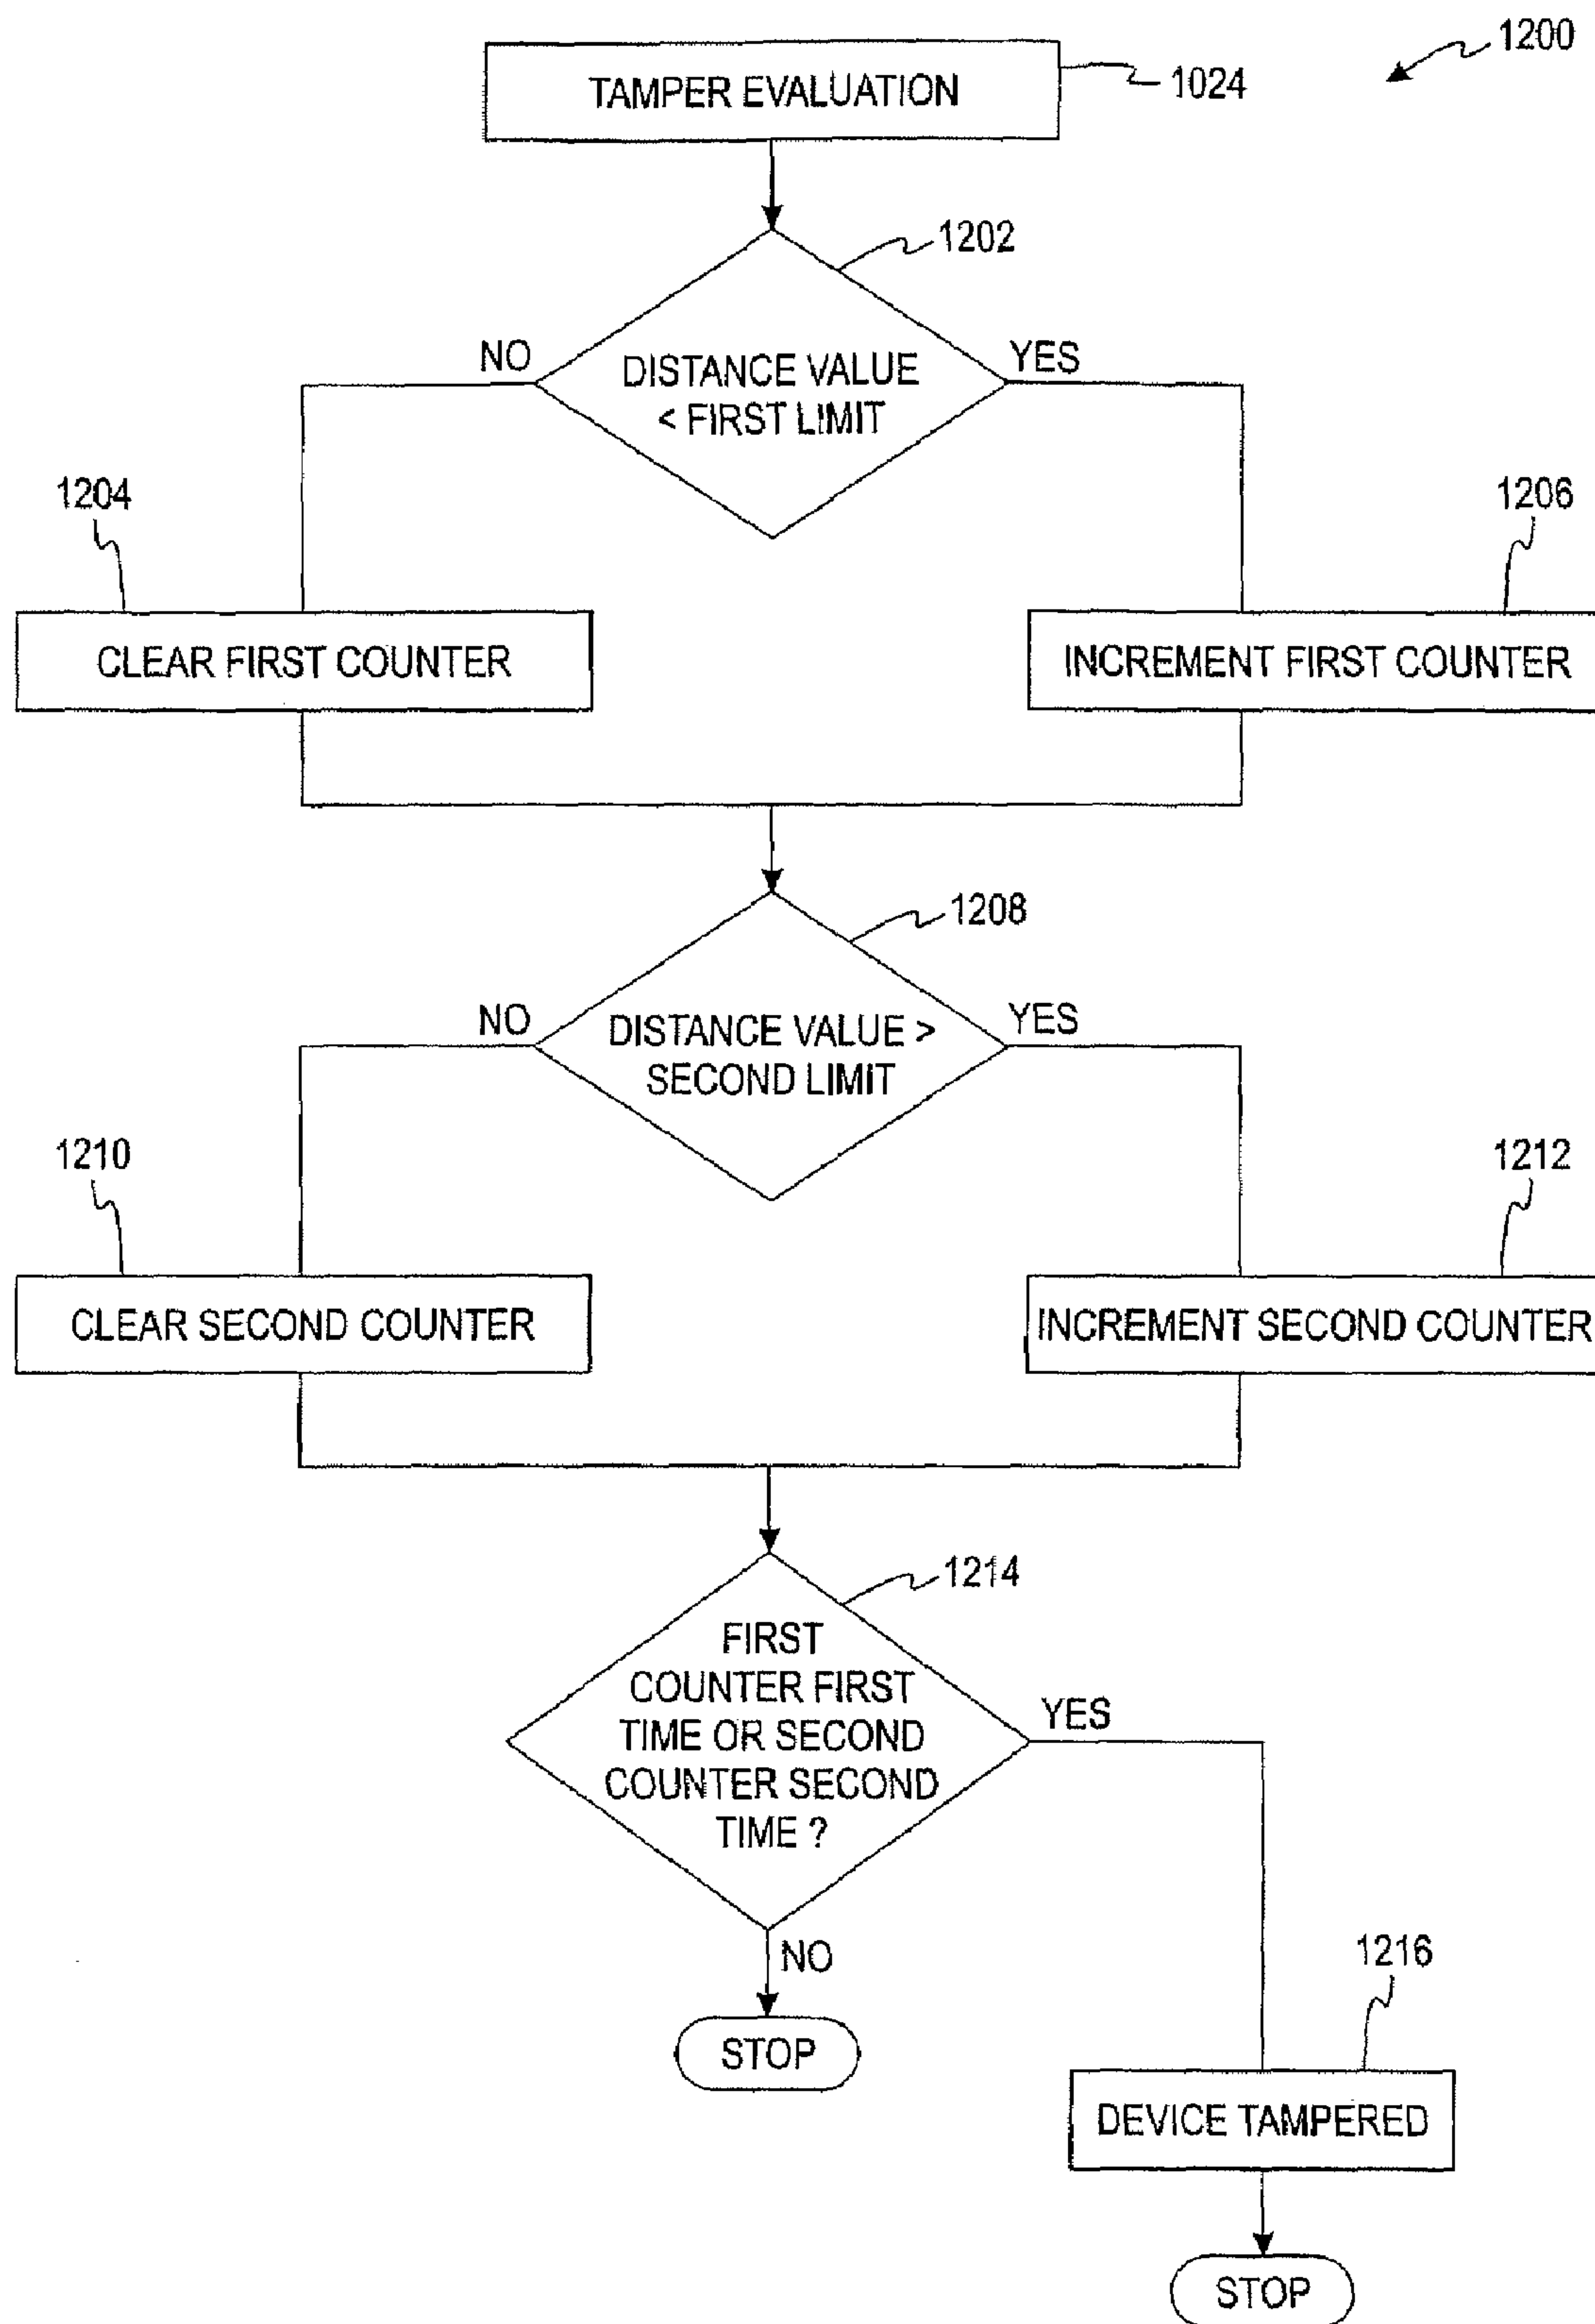 1200
TAMPER EVALUATION
1024
1202
NO
YES
DISTANCE VALUE
< FIRST LIMIT
1204
1206
CLEAR FIRST COUNTER
INCREMENT FIRST COUNTER
1208
NO
YES
DISTANCE VALUE >
SECOND LIMIT
1210
1212
CLEAR SECOND COUNTER
INCREMENT SECOND COUNTER
1214
FIRST
COUNTER FIRST
TIME OR SECOND
COUNTER SECOND
TIME ?
YES
NO
STOP
1216
DEVICE TAMPERED
STOP